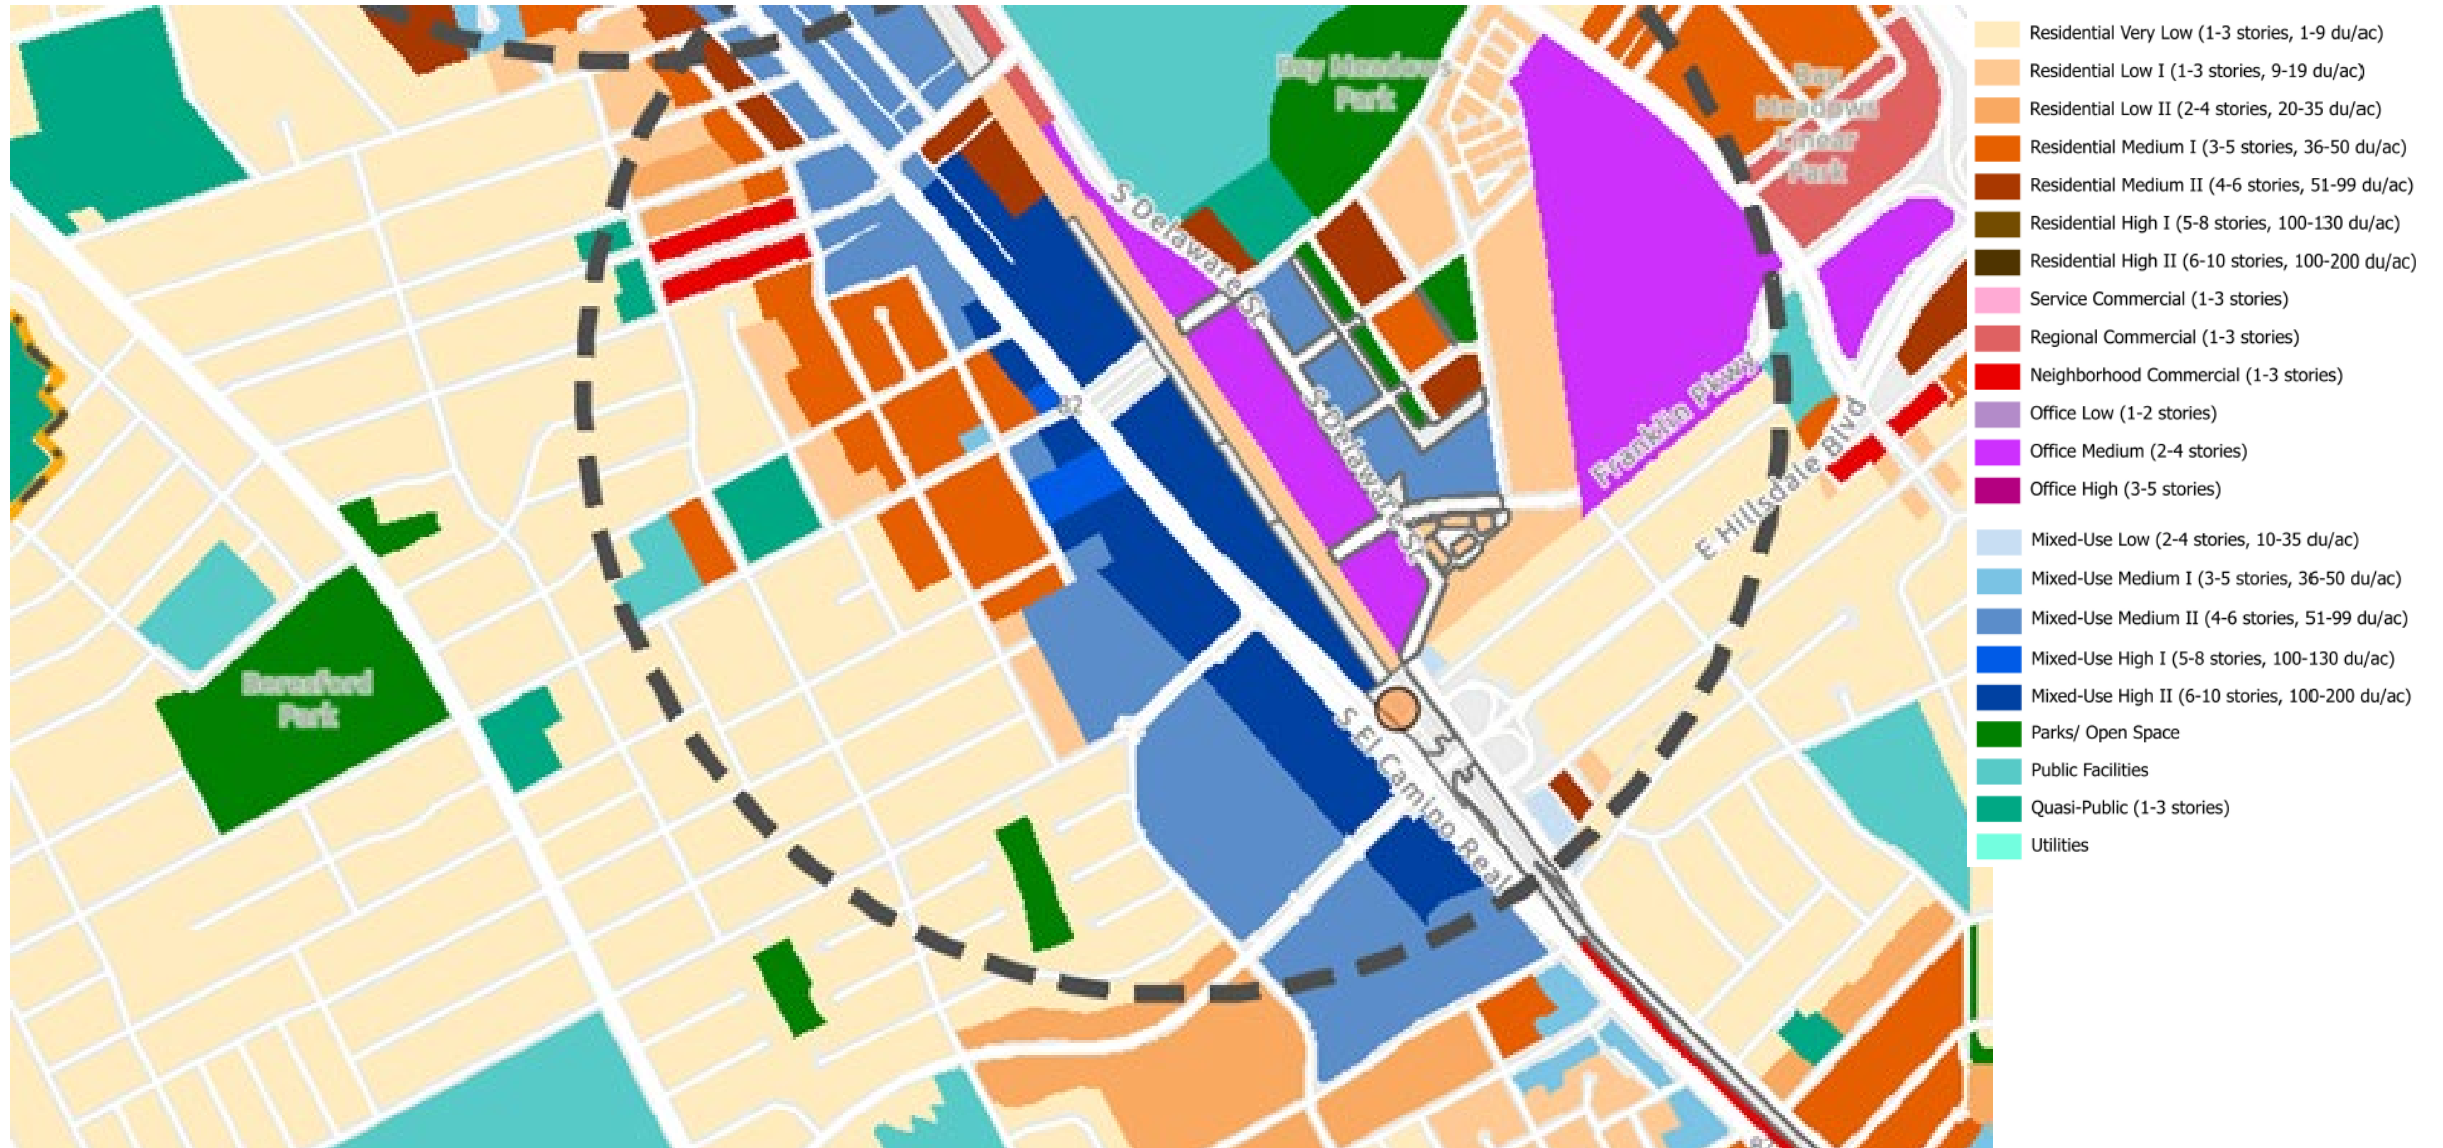 Bay Meadows
Park
Bay
Meadows
Linear
Park
S Delaware St
S Delaware St
82
Franklin Pkwy
E Hillsdale Blvd
Beresford
Park
S El Camino Real
Residential Very Low (1-3 stories, 1-9 du/ac)
Residential Low I (1-3 stories, 9-19 du/ac)
Residential Low II (2-4 stories, 20-35 du/ac)
Residential Medium I (3-5 stories, 36-50 du/ac)
Residential Medium II (4-6 stories, 51-99 du/ac)
Residential High I (5-8 stories, 100-130 du/ac)
Residential High II (6-10 stories, 100-200 du/ac)
Service Commercial (1-3 stories)
Regional Commercial (1-3 stories)
Neighborhood Commercial (1-3 stories)
Office Low (1-2 stories)
Office Medium (2-4 stories)
Office High (3-5 stories)
Mixed-Use Low (2-4 stories, 10-35 du/ac)
Mixed-Use Medium I (3-5 stories, 36-50 du/ac)
Mixed-Use Medium II (4-6 stories, 51-99 du/ac)
Mixed-Use High I (5-8 stories, 100-130 du/ac)
Mixed-Use High II (6-10 stories, 100-200 du/ac)
Parks/ Open Space
Public Facilities
Quasi-Public (1-3 stories)
Utilities